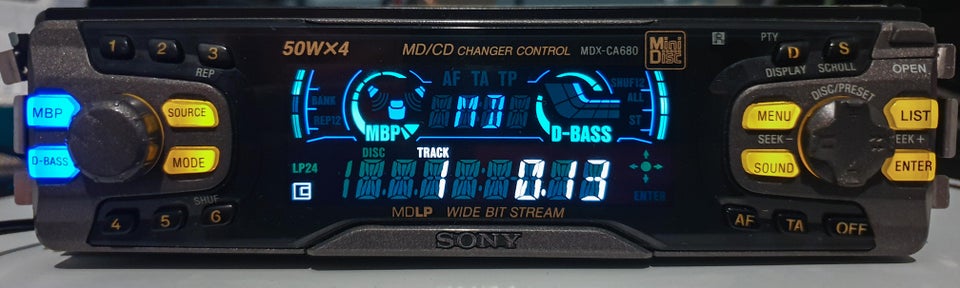 1 2 3
REP
50W×4
MD/CD CHANGER CONTROL MDX-CA680
Mini Disc
R
PTY
D S
DISPLAY SCROLL
OPEN
MBP
SOURCE
D-BASS
MODE
AF TA TP
BANK
REP12
MD
MBP
D-BASS
SHUF12
ALL
ST
DISC/PRESET
MENU
LIST
SEEK -
SEEK +
SOUND
ENTER
DISC TRACK
LP24
1 0.13
ENTER
SHUF
4 5 6
MDLP WIDE BIT STREAM
AF TA OFF
SONY